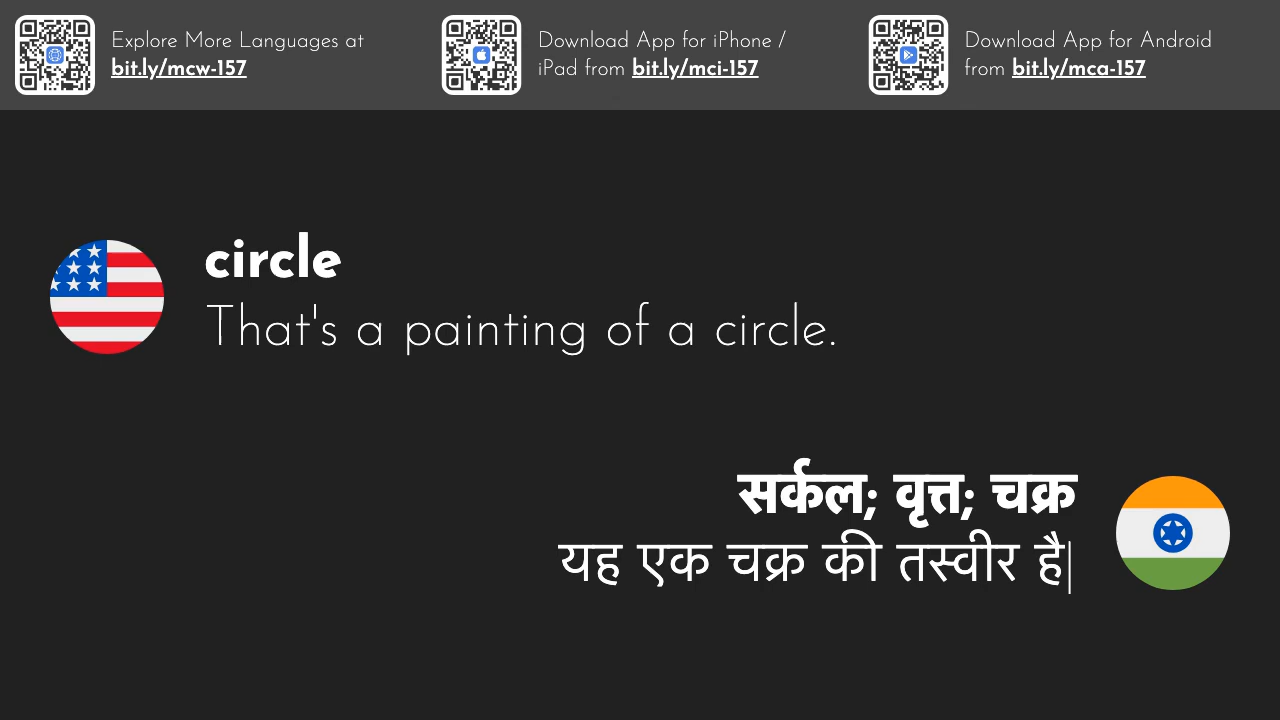 Explore More Languages at
bit.ly/mcw-157
Download App for iPhone /
iPad from bit.ly/mci-157
Download App for Android
from bit.ly/mca-157
circle
That's a painting of a circle.
सर्कल; वृत्त; चक्र
यह एक चक्र की तस्वीर है|